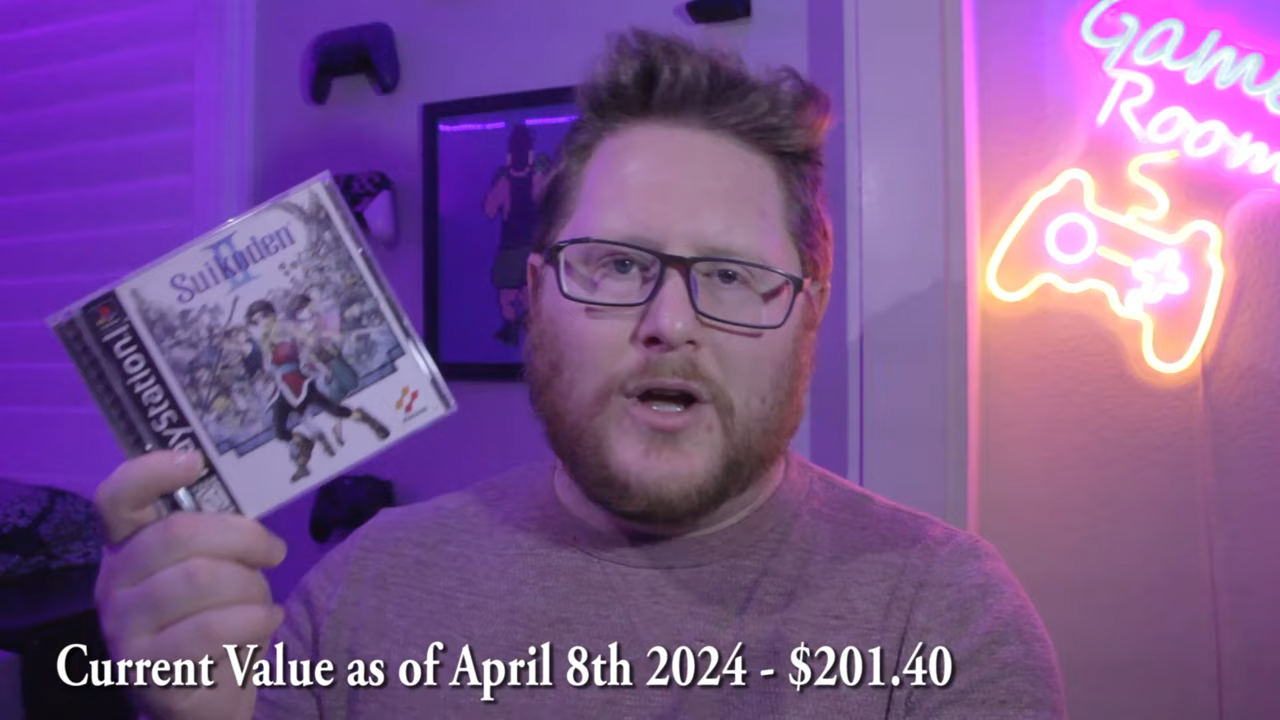 Game
Room
Suikoden
II
PlayStation
Current Value as of April 8th 2024 - $201.40